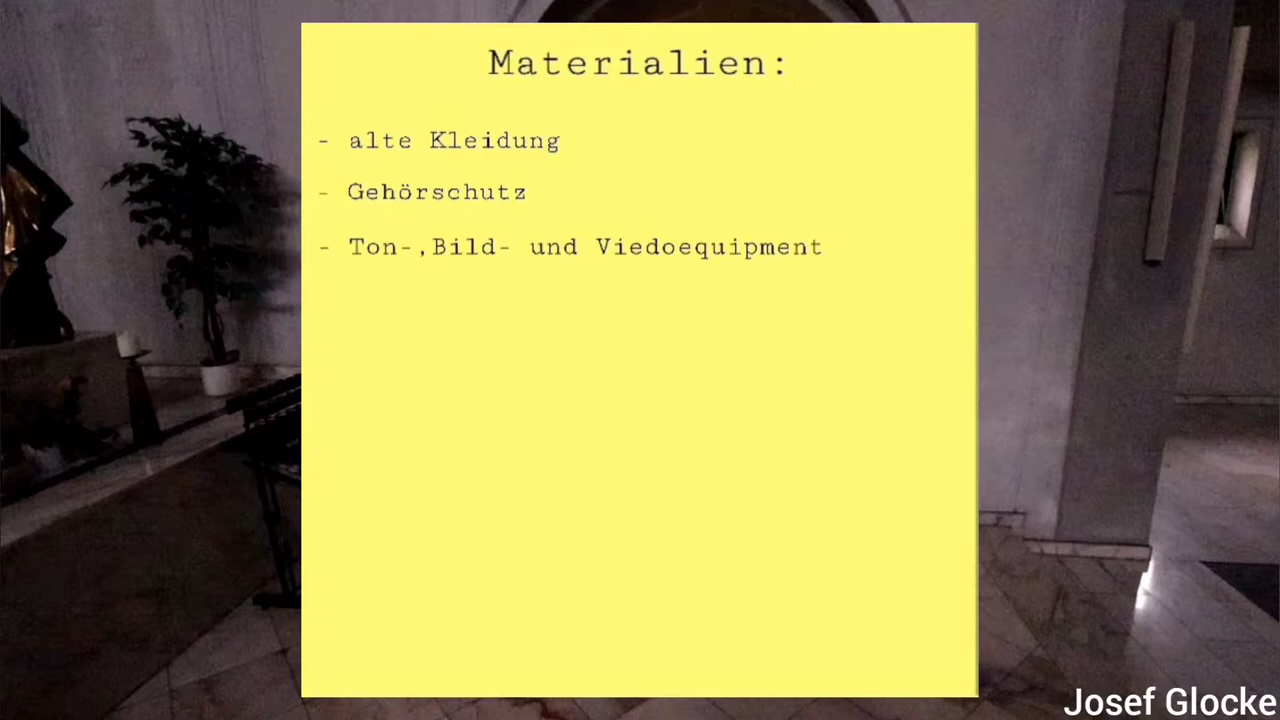 Materialien:
- alte Kleidung
- Gehörschutz
- Ton-,Bild- und Viedoequipment
Josef Glocke